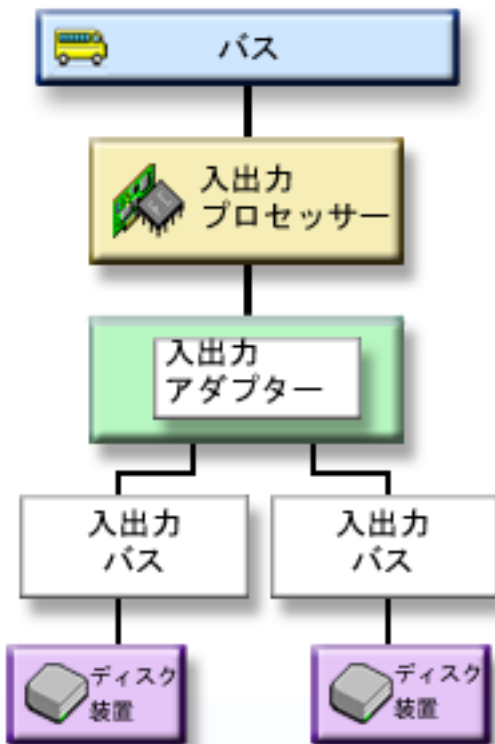 バス
入出力
プロセッサー
入出力
アダプター
入出力
バス
入出力
バス
ディスク
装置
ディスク
装置